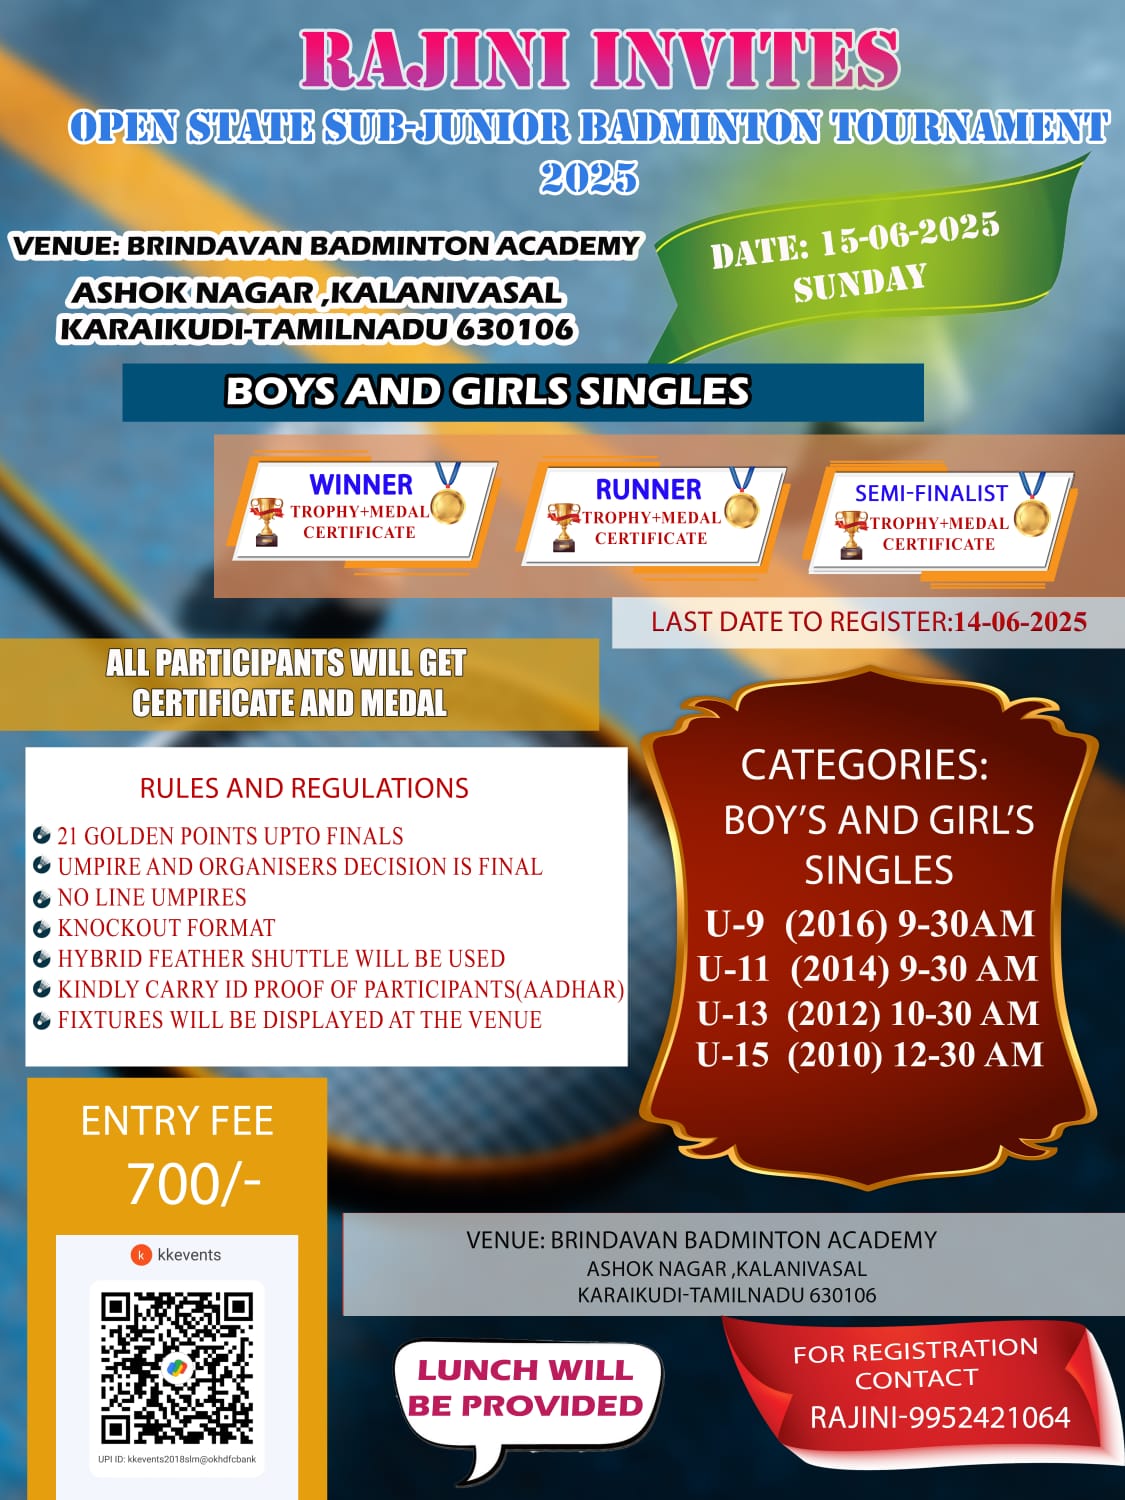 RAJINI INVITES
OPEN STATE SUB-JUNIOR BADMINTON TOURNAMENT
2025
VENUE: BRINDAVAN BADMINTON ACADEMY
ASHOK NAGAR ,KALANIVASAL
KARAIKUDI-TAMILNADU 630106
DATE: 15-06-2025
SUNDAY
BOYS AND GIRLS SINGLES
WINNER
TROPHY+MEDAL
CERTIFICATE
RUNNER
TROPHY+MEDAL
CERTIFICATE
SEMI-FINALIST
TROPHY+MEDAL
CERTIFICATE
LAST DATE TO REGISTER:14-06-2025
ALL PARTICIPANTS WILL GET
CERTIFICATE AND MEDAL
RULES AND REGULATIONS
21 GOLDEN POINTS UPTO FINALS
UMPIRE AND ORGANISERS DECISION IS FINAL
NO LINE UMPIRES
KNOCKOUT FORMAT
HYBRID FEATHER SHUTTLE WILL BE USED
KINDLY CARRY ID PROOF OF PARTICIPANTS(AADHAR)
FIXTURES WILL BE DISPLAYED AT THE VENUE
CATEGORIES:
BOY'S AND GIRL'S
SINGLES
U-9 (2016) 9-30AM
U-11 (2014) 9-30 AM
U-13 (2012) 10-30 AM
U-15 (2010) 12-30 AM
ENTRY FEE
700/-
k kkevents
UPI ID: kkevents2018slm@okhdfcbank
VENUE: BRINDAVAN BADMINTON ACADEMY
ASHOK NAGAR ,KALANIVASAL
KARAIKUDI-TAMILNADU 630106
LUNCH WILL
BE PROVIDED
FOR REGISTRATION
CONTACT
RAJINI-9952421064